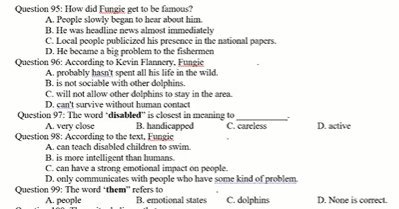 Question 95: How did Fungie get to be famous?
A. People slowly began to hear about him.
B. He was headline news almost immediately
C. Local people publicized his presence in the national papers.
D. He became a big problem to the fishermen
Question 96: According to Kevin Flannery, Fungie
A. probably hasn't spent all his life in the wild.
B. is not sociable with other dolphins.
C. will not allow other dolphins to stay in the area.
D. can't survive without human contact
Question 97: The word "disabled" is closest in meaning to ____________.
A. very close B. handicapped C. careless D. active
Question 98: According to the text, Fungie
A. can teach disabled children to swim.
B. is more intelligent than humans.
C. can have a strong emotional impact on people.
D. only communicates with people who have some kind of problem.
Question 99: The word "them" refers to
A. people B. emotional states C. dolphins D. None is correct.